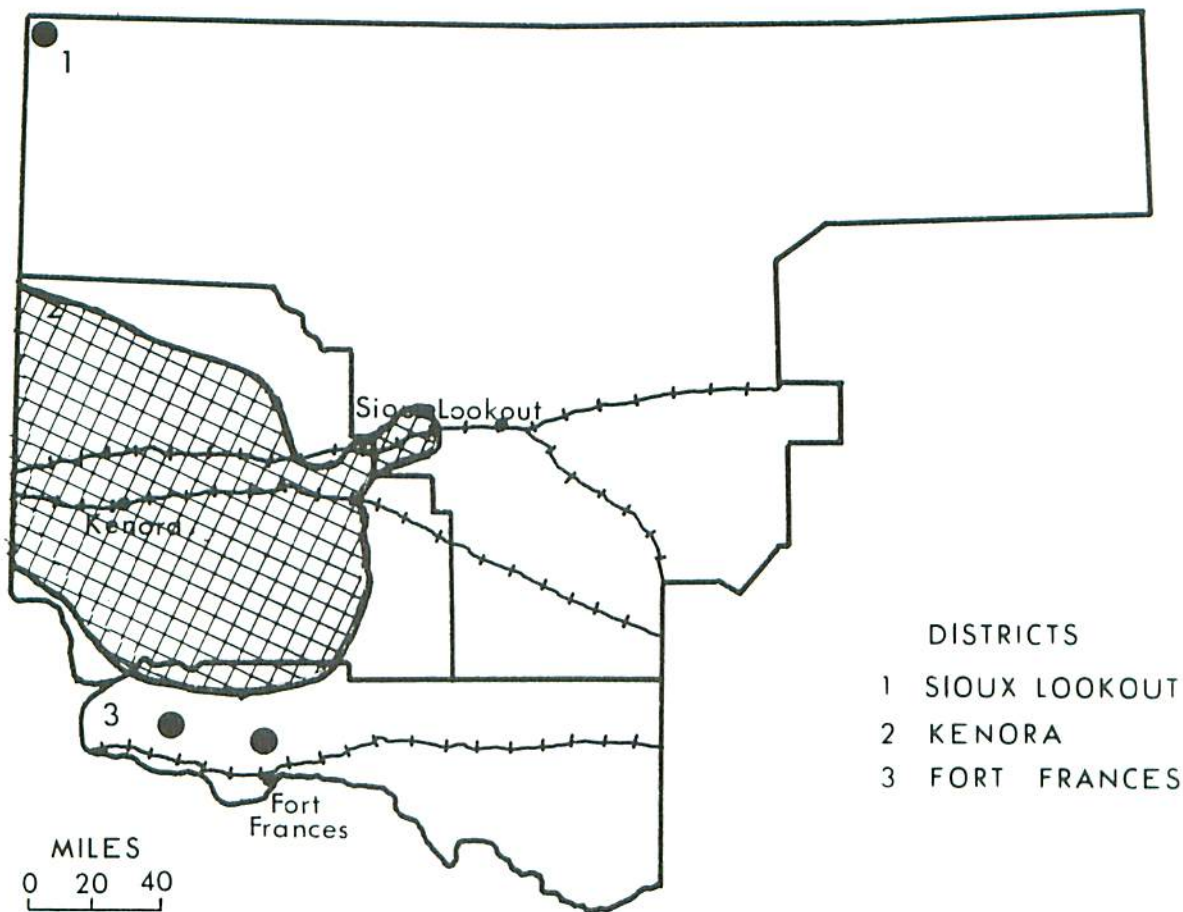 1
2
Sioux Lookout
Kenora
3
Fort
Frances
MILES
0 20 40
DISTRICTS
1 SIOUX LOOKOUT
2 KENORA
3 FORT FRANCES